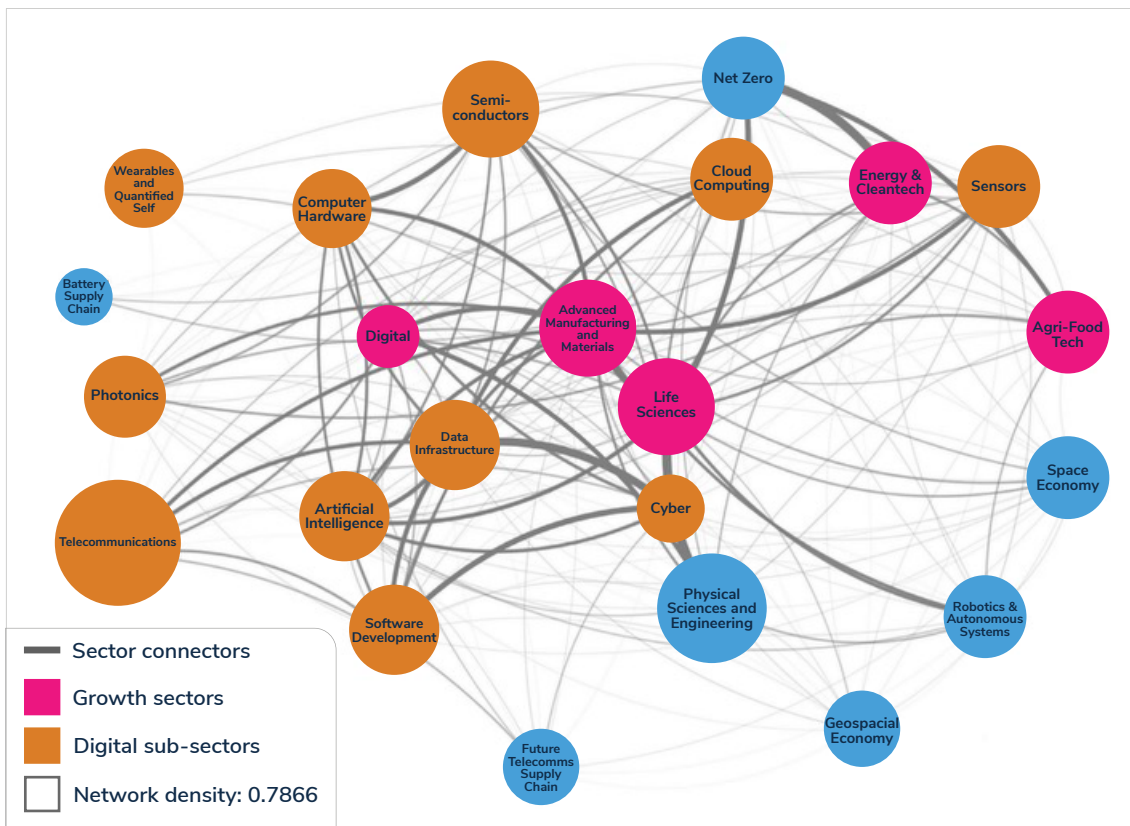 Net Zero
Semi-
conductors
Cloud
Computing
Energy &
Cleantech
Sensors
Wearables
and
Quantified
Self
Computer
Hardware
Battery
Supply
Chain
Digital
Advanced
Manufacturing
and
Materials
Agri-Food
Tech
Photonics
Life
Sciences
Data
Infrastructure
Space
Economy
Artificial
Intelligence
Cyber
Telecommunications
Physical
Sciences and
Engineering
Robotics &
Autonomous
Systems
Software
Development
Geospacial
Economy
Future
Telecomms
Supply
Chain
Sector connectors
Growth sectors
Digital sub-sectors
Network density: 0.7866